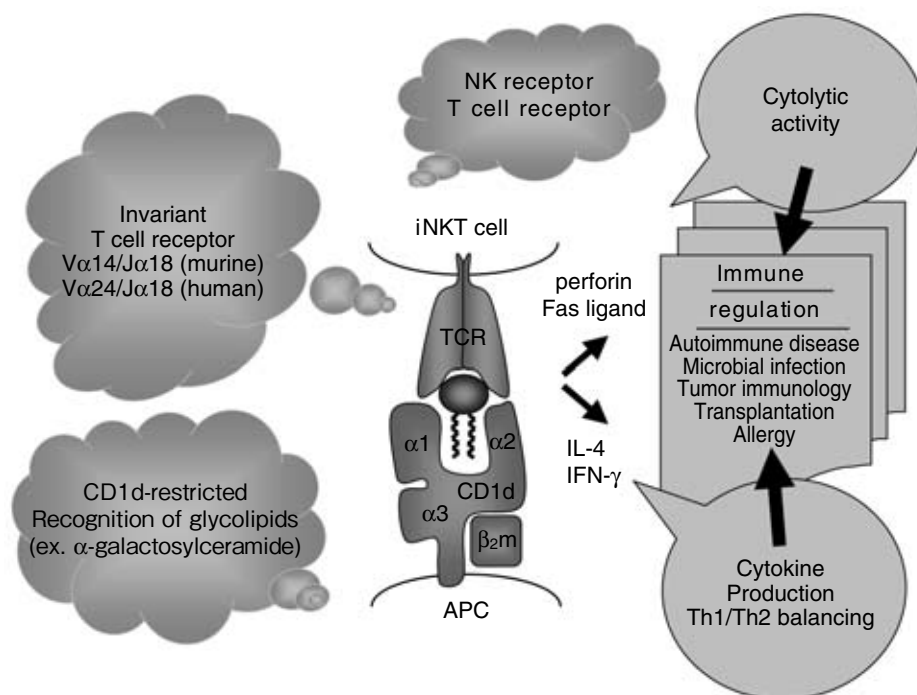 NK receptor
T cell receptor
Cytolytic
activity
Invariant
T cell receptor
Vα14/Jα18 (murine)
Vα24/Jα18 (human)
iNKT cell
perforin
Fas ligand
TCR
Immune
regulation
Autoimmune disease
Microbial infection
Tumor immunology
Transplantation
Allergy
α1
α2
IL-4
IFN-γ
CD1d-restricted
Recognition of glycolipids
(ex. α-galactosylceramide)
CD1d
α3
β₂m
APC
Cytokine
Production
Th1/Th2 balancing